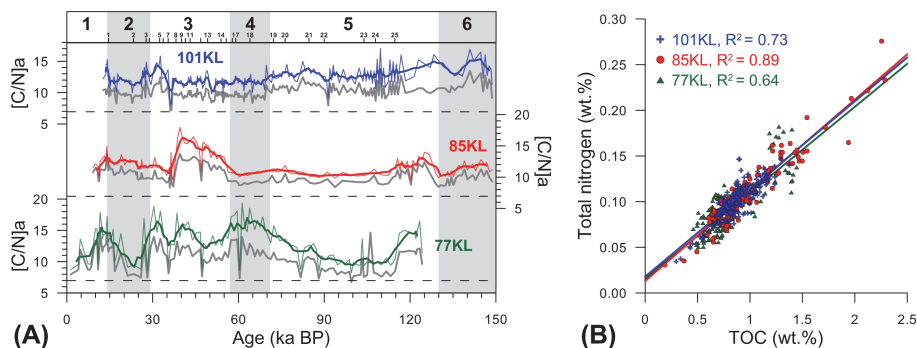 1 2 3 4 5 6
1 2 3 5 7 8 9 11 13 14 17 18 19 20 21 22 23 24 25
15 101KL
[C/N]a
10
5
20
15
[C/N]a
85KL
10
5
20
15
[C/N]a
77KL
10
5
0 30 60 90 120 150
(A) Age (ka BP)
0.30
101KL, R² = 0.73
85KL, R² = 0.89
77KL, R² = 0.64
0.25
0.20
0.15
0.10
0.05
0.00
Total nitrogen (wt.%)
0 0.5 1 1.5 2 2.5
(B) TOC (wt.%)